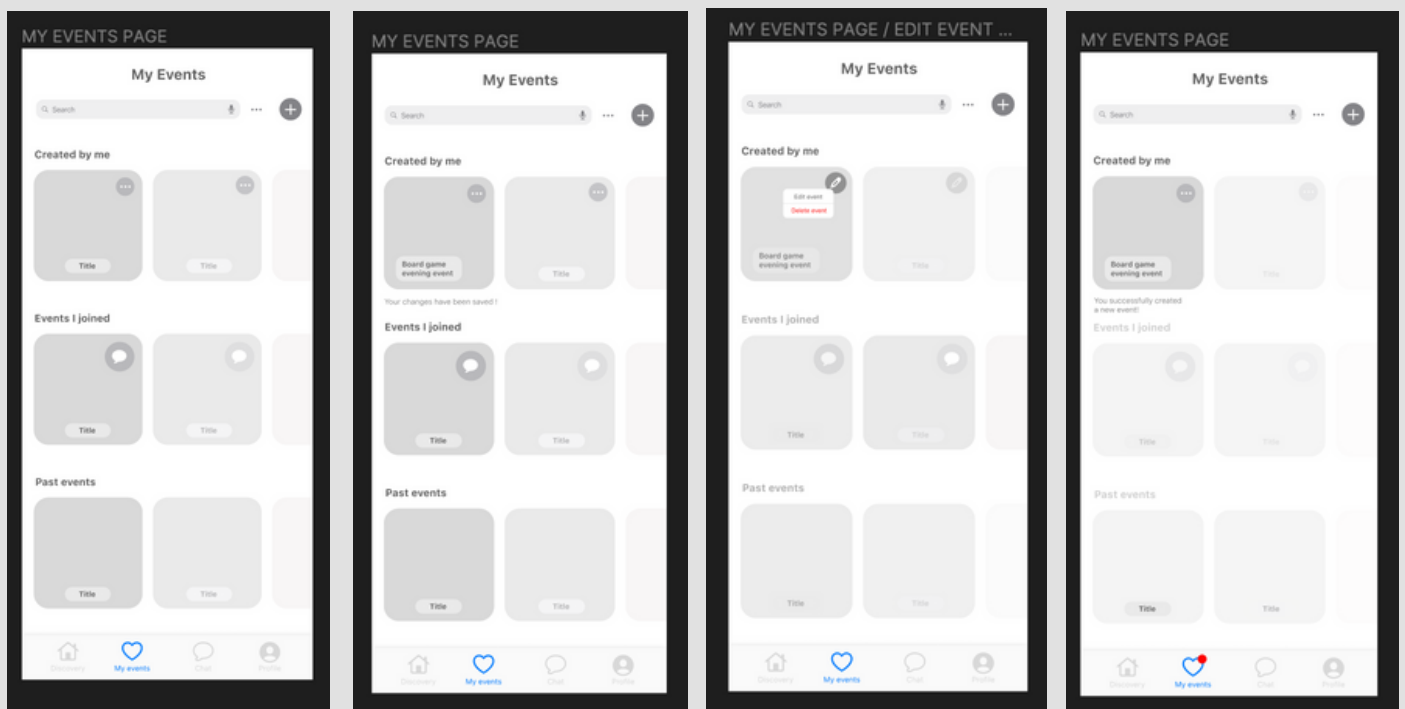 MY EVENTS PAGE
My Events
Search
Created by me
Title
Title
Events I joined
Title
Title
Past events
Title
Title
Discovery
My events
Chat
Profile
MY EVENTS PAGE
My Events
Search
Created by me
Board game
evening event
Title
Your changes have been saved !
Events I joined
Title
Title
Past events
Title
Title
Discovery
My events
Chat
Profile
MY EVENTS PAGE / EDIT EVENT ...
My Events
Search
Created by me
Edit event
Delete event
Board game
evening event
Title
Events I joined
Title
Title
Past events
Title
Title
Discovery
My events
Chat
Profile
MY EVENTS PAGE
My Events
Search
Created by me
Board game
evening event
Title
You successfully created
a new event!
Events I joined
Title
Title
Past events
Title
Title
Discovery
My events
Chat
Profile